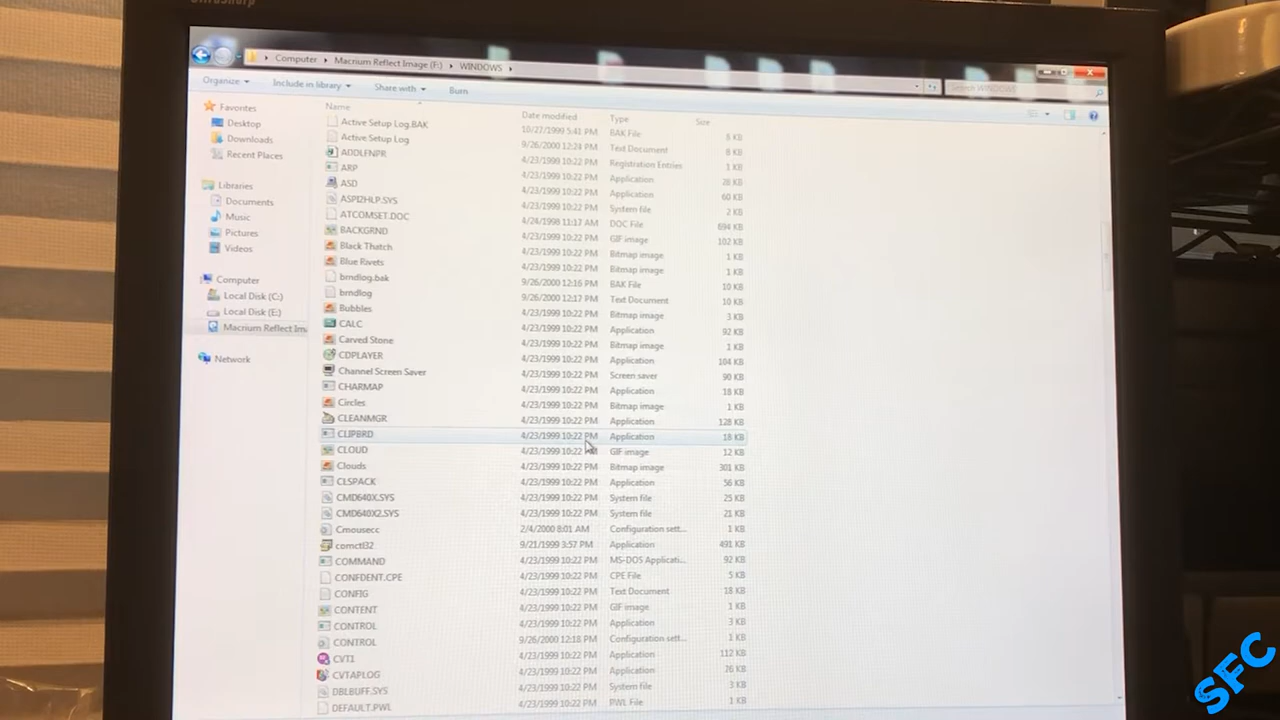 UltraSharp
Computer Macrium Reflect Image (F:) WINDOWS
Search WINDOWS
Organize Include in library Share with Burn
Favorites
Desktop
Downloads
Recent Places
Libraries
Documents
Music
Pictures
Videos
Computer
Local Disk (C:)
Local Disk (E:)
Macrium Reflect Ima
Network
Name Date modified Type Size
Active Setup Log.BAK 10/27/1999 5:41 PM BAK File 8 KB
Active Setup Log 9/26/2000 12:24 PM Text Document 8 KB
ADDLFNPR 4/23/1999 10:22 PM Registration Entries 1 KB
ARP 4/23/1999 10:22 PM Application 28 KB
ASD 4/23/1999 10:22 PM Application 60 KB
ASPI2HLP.SYS 4/23/1999 10:22 PM System file 2 KB
ATCOMSET.DOC 4/24/1998 11:17 AM DOC File 694 KB
BACKGRND 4/23/1999 10:22 PM GIF image 102 KB
Black Thatch 4/23/1999 10:22 PM Bitmap image 1 KB
Blue Rivets 4/23/1999 10:22 PM Bitmap image 1 KB
brndlog.bak 9/26/2000 12:16 PM BAK File 10 KB
brndlog 9/26/2000 12:17 PM Text Document 10 KB
Bubbles 4/23/1999 10:22 PM Bitmap image 3 KB
CALC 4/23/1999 10:22 PM Application 92 KB
Carved Stone 4/23/1999 10:22 PM Bitmap image 1 KB
CDPLAYER 4/23/1999 10:22 PM Application 104 KB
Channel Screen Saver 4/23/1999 10:22 PM Screen saver 90 KB
CHARMAP 4/23/1999 10:22 PM Application 18 KB
Circles 4/23/1999 10:22 PM Bitmap image 1 KB
CLEANMGR 4/23/1999 10:22 PM Application 128 KB
CLIPBRD 4/23/1999 10:22 PM Application 18 KB
CLOUD 4/23/1999 10:22 PM GIF image 12 KB
Clouds 4/23/1999 10:22 PM Bitmap image 301 KB
CLSPACK 4/23/1999 10:22 PM Application 56 KB
CMD640X.SYS 4/23/1999 10:22 PM System file 25 KB
CMD640X2.SYS 4/23/1999 10:22 PM System file 21 KB
Cmousecc 2/4/2000 8:01 AM Configuration sett... 1 KB
comctl32 9/21/1999 3:57 PM Application 491 KB
COMMAND 4/23/1999 10:22 PM MS-DOS Applicati... 92 KB
CONFDENT.CPE 4/23/1999 10:22 PM CPE File 5 KB
CONFIG 4/23/1999 10:22 PM Text Document 18 KB
CONTENT 4/23/1999 10:22 PM GIF image 1 KB
CONTROL 4/23/1999 10:22 PM Application 3 KB
CONTROL 9/26/2000 12:18 PM Configuration sett... 1 KB
CVT1 4/23/1999 10:22 PM Application 112 KB
CVTAPLOG 4/23/1999 10:22 PM Application 26 KB
DBLBUFF.SYS 4/23/1999 10:22 PM System file 3 KB
DEFAULT.PWL 4/23/1999 10:22 PM PWL File 1 KB
SFC